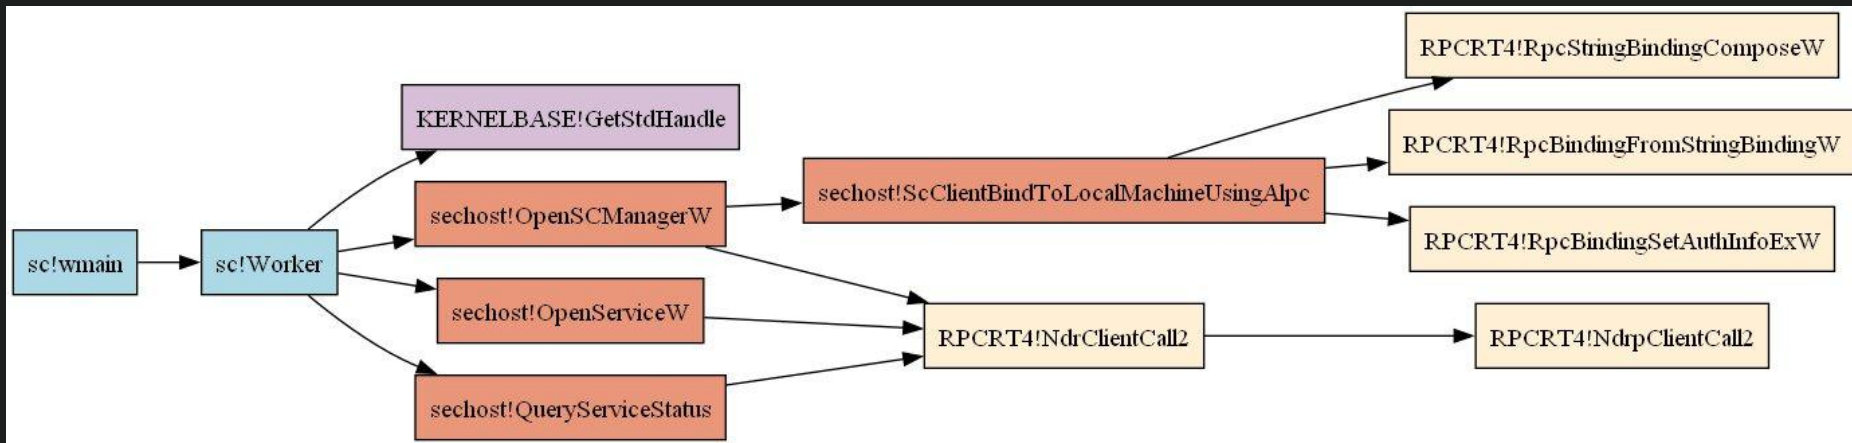 sc!wmain
sc!Worker
KERNELBASE!GetStdHandle
sechost!OpenSCManagerW
sechost!OpenServiceW
sechost!QueryServiceStatus
sechost!ScClientBindToLocalMachineUsingAlpc
RPCRT4!NdrClientCall2
RPCRT4!RpcStringBindingComposeW
RPCRT4!RpcBindingFromStringBindingW
RPCRT4!RpcBindingSetAuthInfoExW
RPCRT4!NdrpClientCall2